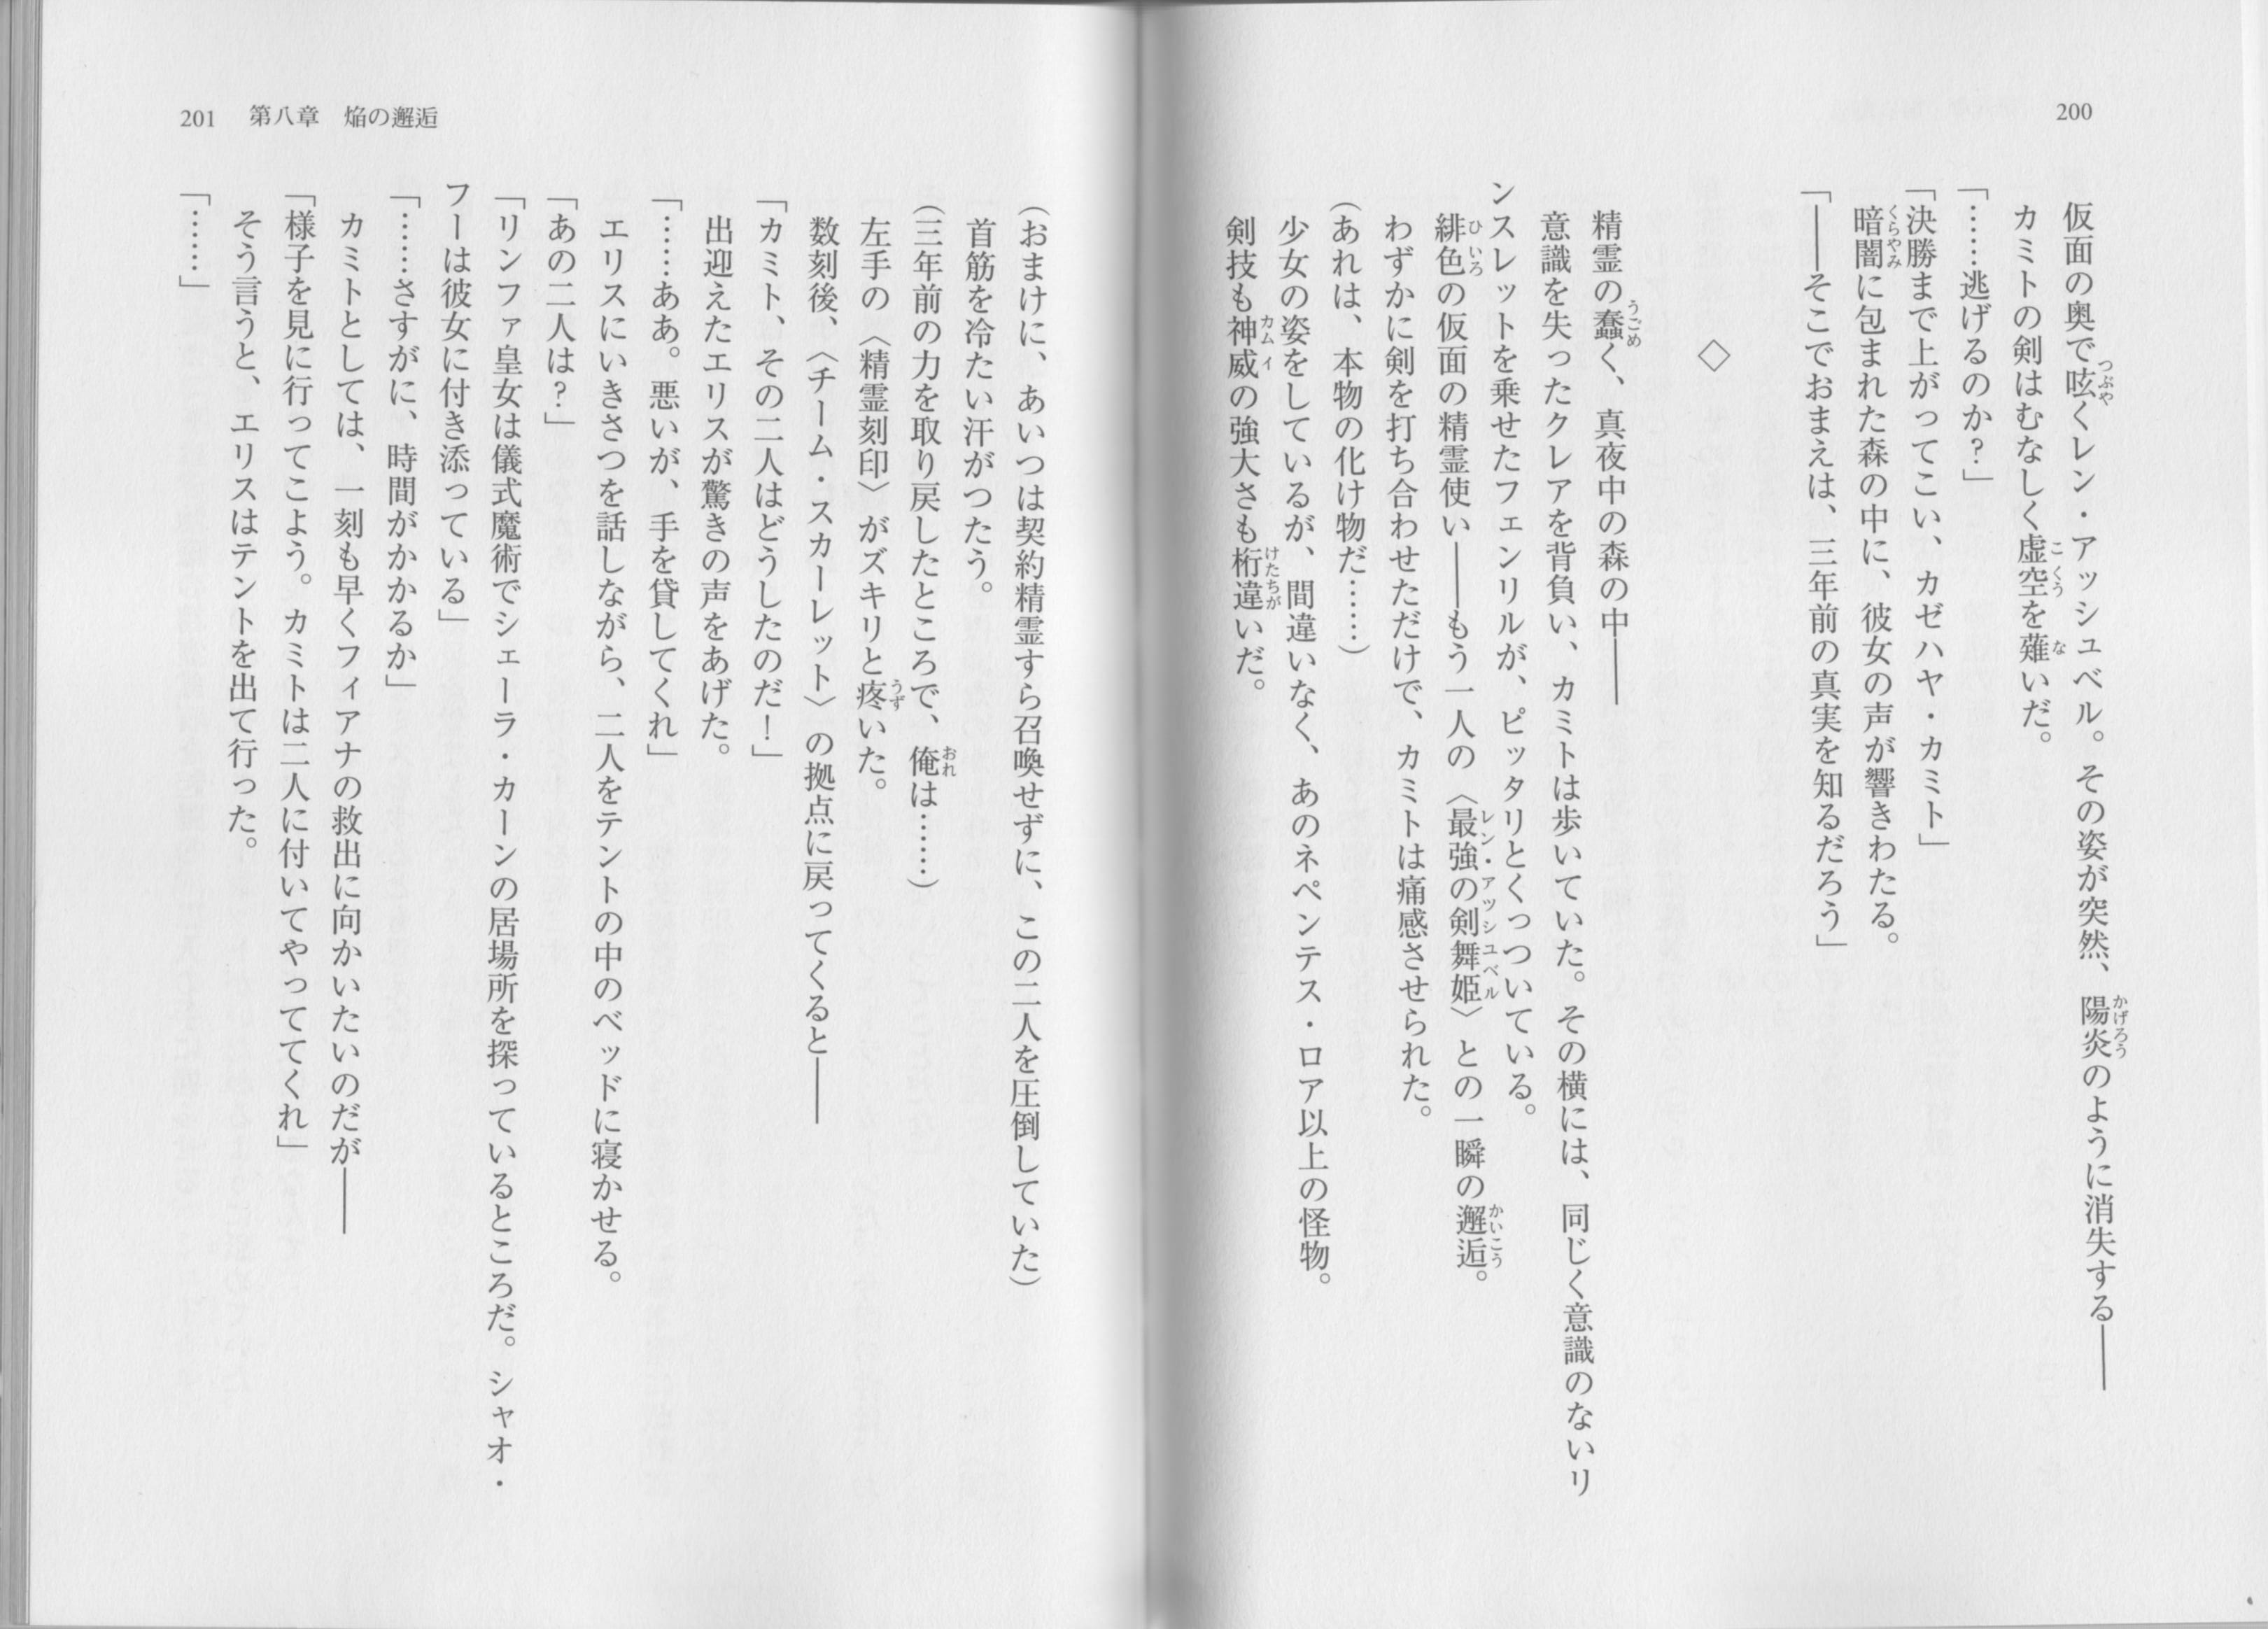 200
仮面の奥で呟くレン・アッシュベル。その姿が突然、陽炎のように消失する――
カミトの剣はむなしく虚空を薙いだ。
「……逃げるのか?」
「決勝まで上がってこい、カゼハヤ・カミト」
暗闇に包まれた森の中に、彼女の声が響きわたる。
「――そこでおまえは、三年前の真実を知るだろう」
◇
精霊の蠢く、真夜中の森の中――
意識を失ったクレアを背負い、カミトは歩いていた。その横には、同じく意識のないリ
ンスレットを乗せたフェンリルが、ピッタリとくっついている。
緋色の仮面の精霊使い――もう一人の〈最強の剣舞姫〉との一瞬の邂逅。
わずかに剣を打ち合わせただけで、カミトは痛感させられた。
(あれは、本物の化け物だ……)
少女の姿をしているが、間違いなく、あのネペンテス・ロア以上の怪物。
剣技も神威の強大さも桁違いだ。
201 第八章 焔の邂逅
(おまけに、あいつは契約精霊すら召喚せずに、この二人を圧倒していた)
首筋を冷たい汗がつたう。
(三年前の力を取り戻したところで、俺は……)
左手の〈精霊刻印〉がズキリと疼いた。
数刻後、〈チーム・スカーレット〉の拠点に戻ってくると――
「カミト、その二人はどうしたのだ!」
出迎えたエリスが驚きの声をあげた。
「……ああ。悪いが、手を貸してくれ」
エリスにいきさつを話しながら、二人をテントの中のベッドに寝かせる。
「あの二人は?」
「リンファ皇女は儀式魔術でシェーラ・カーンの居場所を探っているところだ。シャオ・
フーは彼女に付き添っている」
「……さすがに、時間がかかるか」
カミトとしては、一刻も早くフィアナの救出に向かいたいのだが――
「様子を見に行ってこよう。カミトは二人に付いてやっててくれ」
そう言うと、エリスはテントを出て行った。
「……」